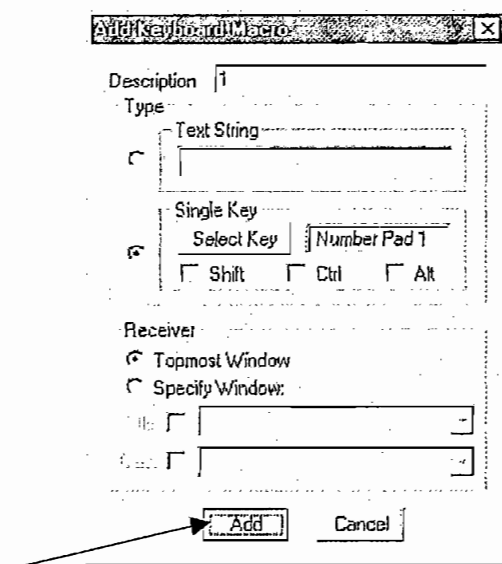 Add Keyboard Macro
Description 1
Type
Text String
Single Key
Select Key Number Pad 1
Shift Ctrl Alt
Receiver
Topmost Window
Specify Window:
Add Cancel